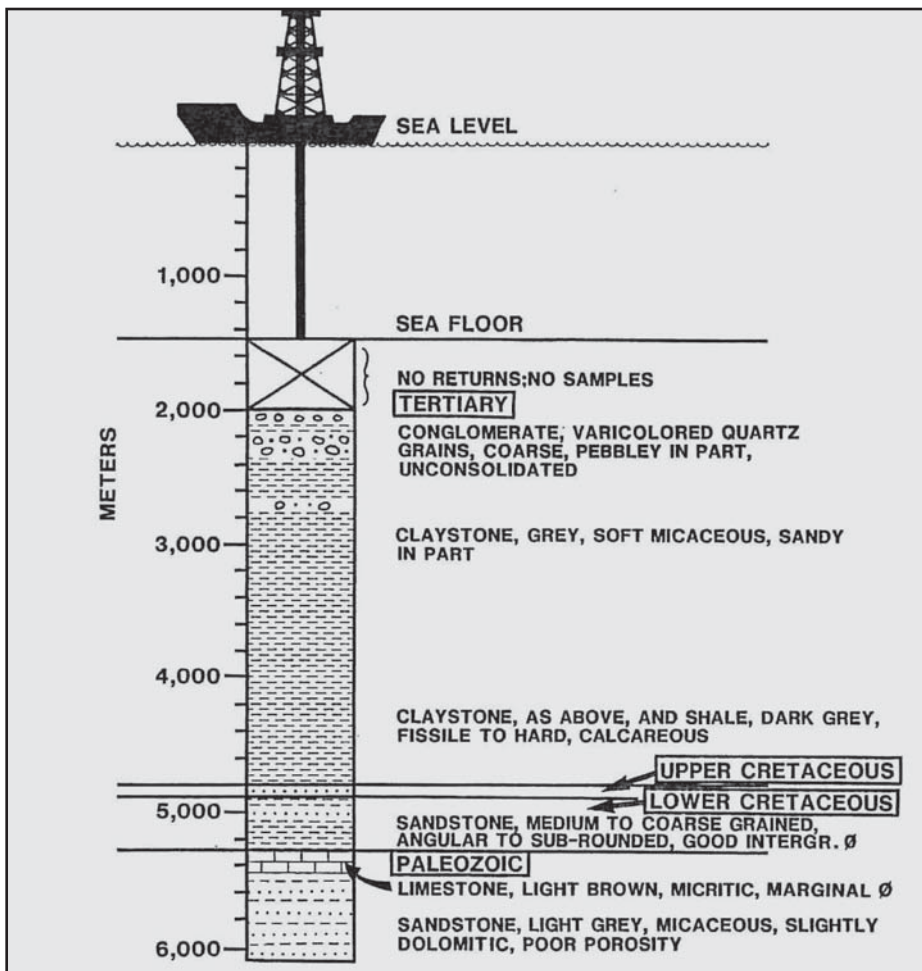 SEA LEVEL
1,000
SEA FLOOR
NO RETURNS;NO SAMPLES
2,000
TERTIARY
CONGLOMERATE, VARICOLORED QUARTZ
GRAINS, COARSE, PEBBLEY IN PART,
UNCONSOLIDATED
METERS
3,000
CLAYSTONE, GREY, SOFT MICACEOUS, SANDY
IN PART
4,000
CLAYSTONE, AS ABOVE, AND SHALE, DARK GREY,
FISSILE TO HARD, CALCAREOUS
UPPER CRETACEOUS
LOWER CRETACEOUS
5,000
SANDSTONE, MEDIUM TO COARSE GRAINED,
ANGULAR TO SUB-ROUNDED, GOOD INTERGR. Ø
PALEOZOIC
LIMESTONE, LIGHT BROWN, MICRITIC, MARGINAL Ø
SANDSTONE, LIGHT GREY, MICACEOUS, SLIGHTLY
DOLOMITIC, POOR POROSITY
6,000